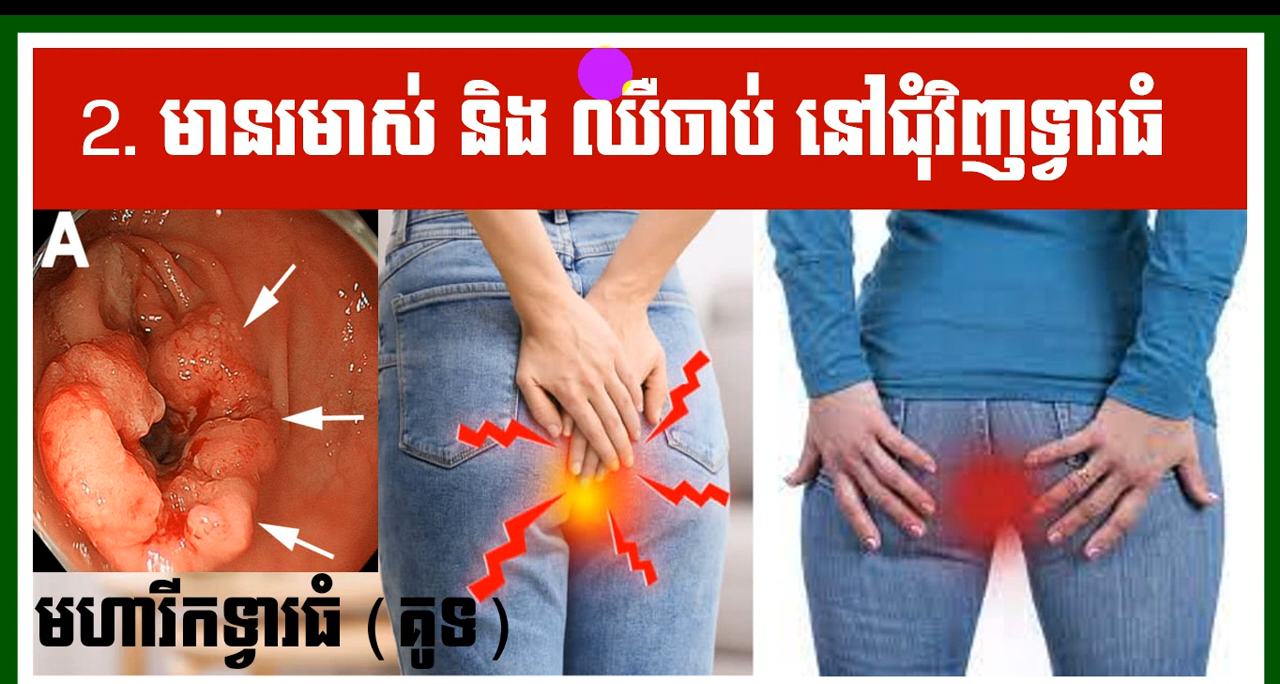 2. មានរមាស់ និង ឈឺចាប់ នៅជុំវិញទ្វារធំ
A
មហារីកទ្វារធំ (គូទ)